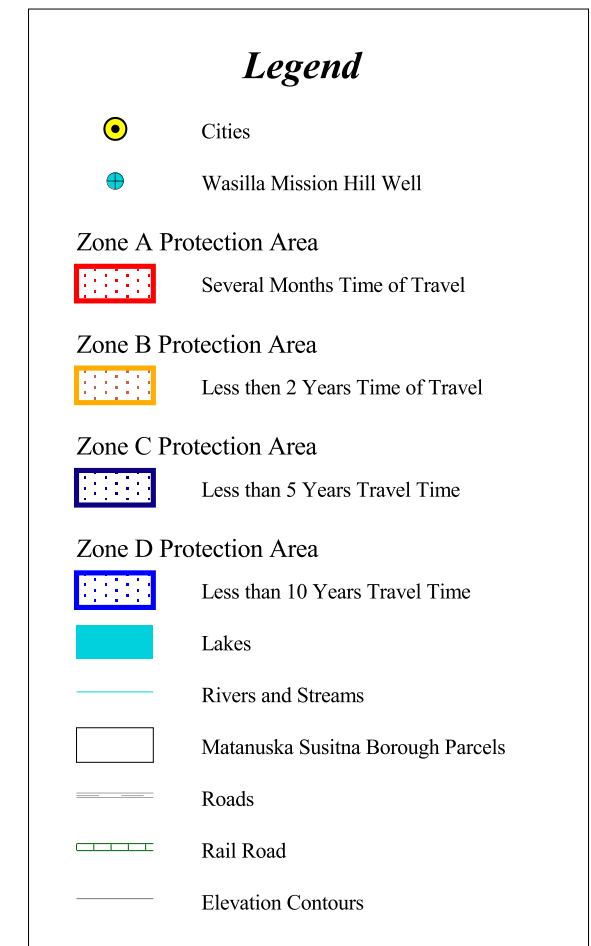 Legend
Cities
Wasilla Mission Hill Well
Zone A Protection Area
Several Months Time of Travel
Zone B Protection Area
Less then 2 Years Time of Travel
Zone C Protection Area
Less than 5 Years Travel Time
Zone D Protection Area
Less than 10 Years Travel Time
Lakes
Rivers and Streams
Matanuska Susitna Borough Parcels
Roads
Rail Road
Elevation Contours